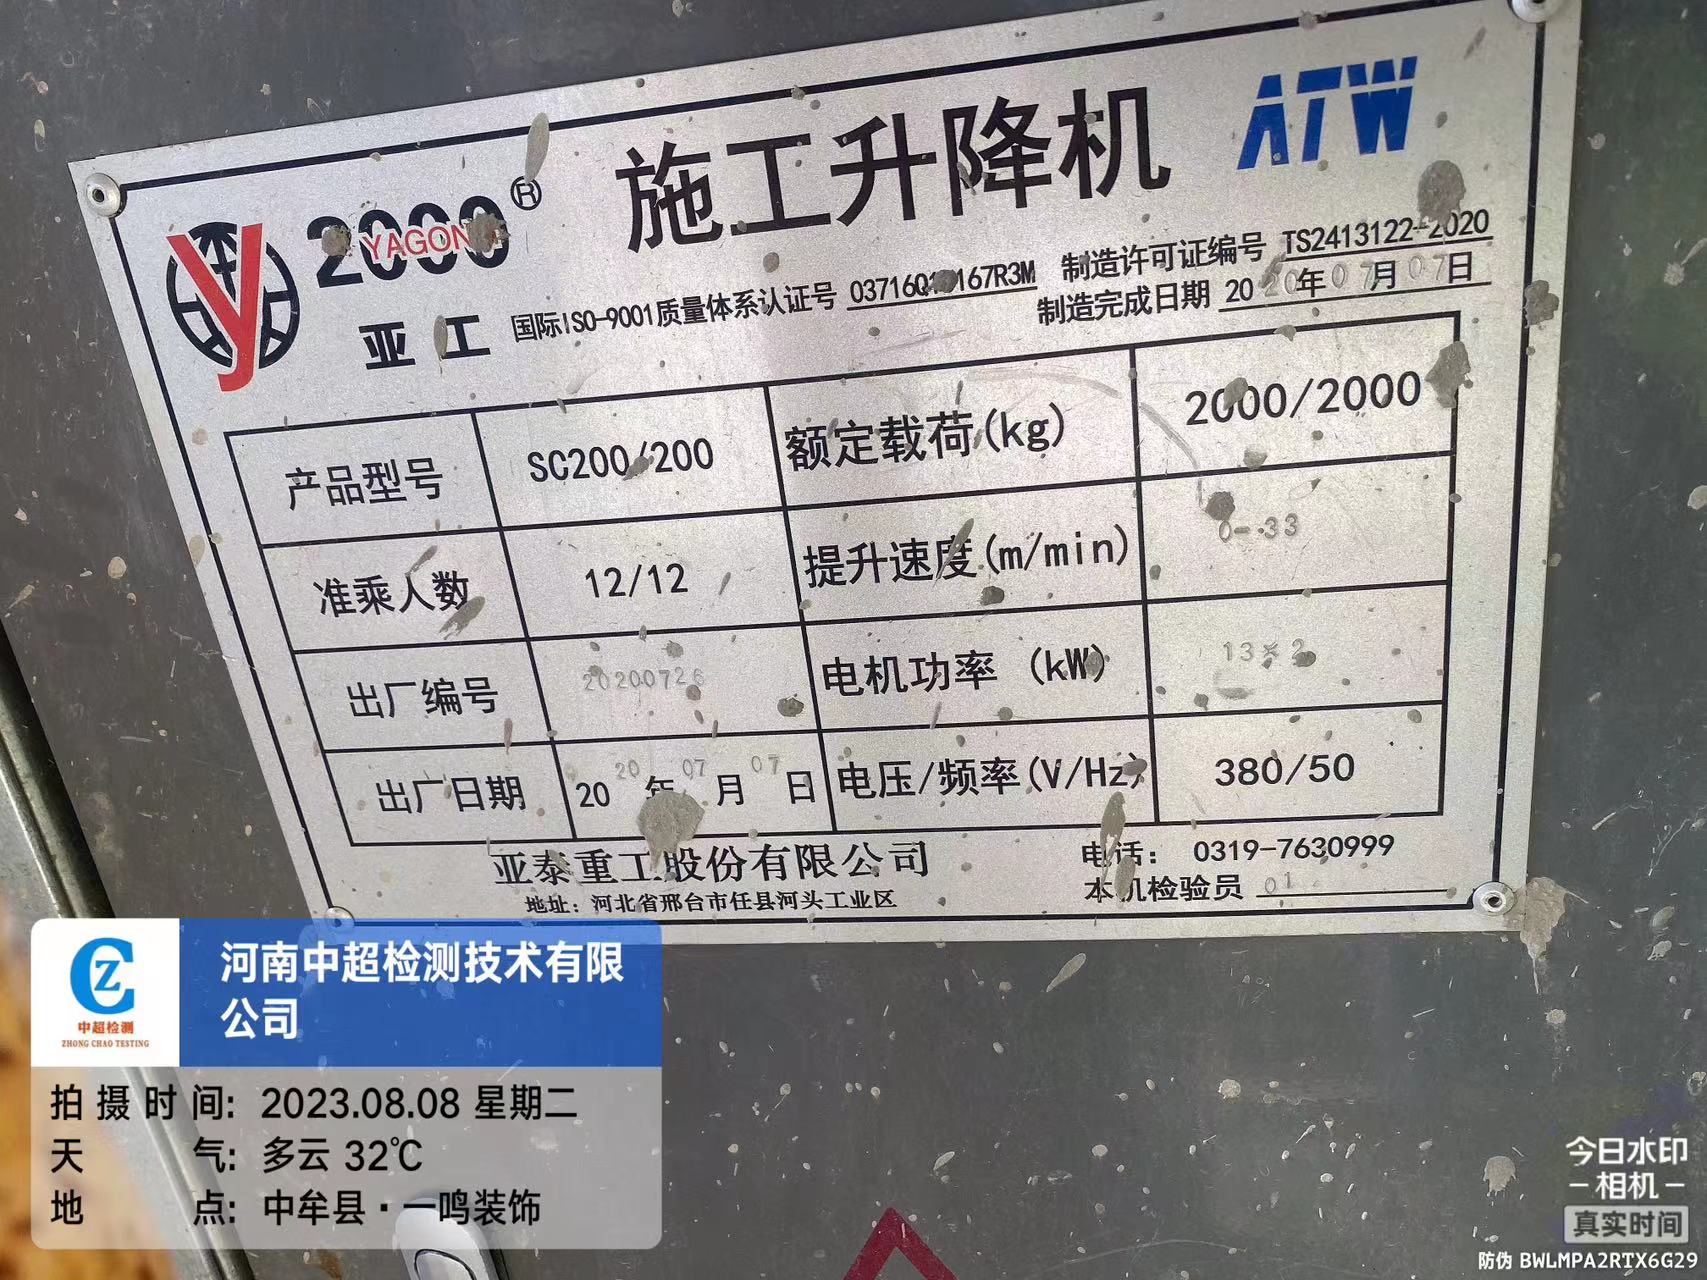 施工升降机
ATW
y
2000®
YAGONG
亚工
国际ISO-9001质量体系认证号
制造许可证编号 TS2413122-2020
制造完成日期 2020年07月07日
产品型号 SC200/200 额定载荷(kg) 2000/2000
准乘人数 12/12 提升速度(m/min) 0--33
出厂编号 20200726 电机功率 (kW) 13×2
出厂日期 2020年07月07日 电压/频率(V/Hz) 380/50
亚泰重工股份有限公司
电话: 0319-7630999
地址: 河北省邢台市任县河头工业区
本机检验员 01
CZ
中超检测
ZHONG CHAO TESTING
河南中超检测技术有限
公司
拍摄时间: 2023.08.08 星期二
天气: 多云 32℃
地点: 中牟县·一鸣装饰
今日水印
-相机-
真实时间
防伪 BWLMPA2RTX6G29